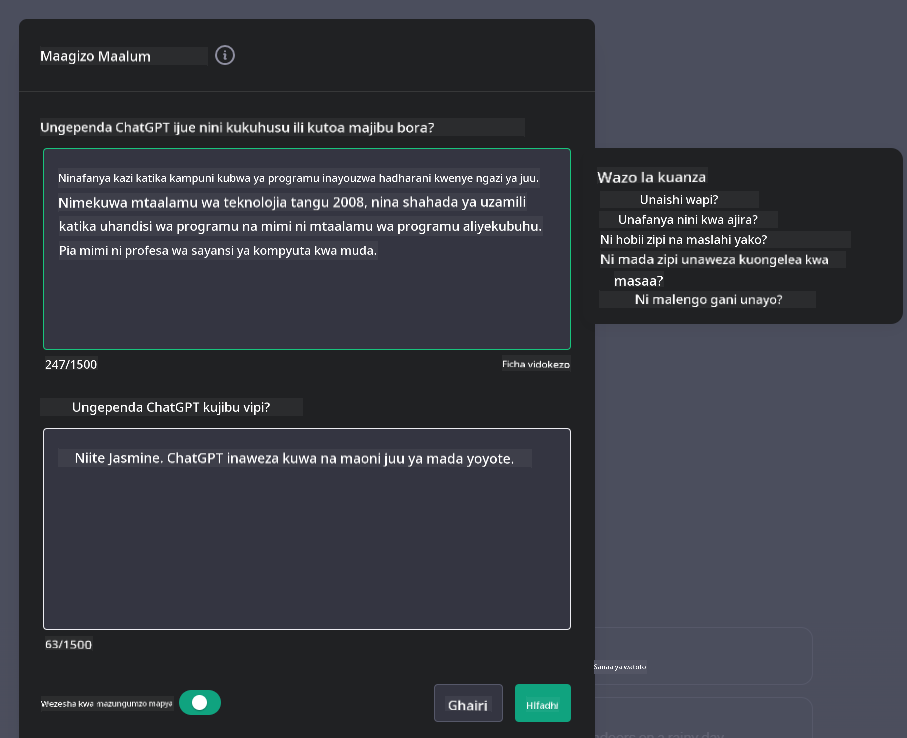 Maagizo Maalum
Ungependa ChatGPT ijue nini kukuhusu ili kutoa majibu bora?
Ninafanya kazi katika kampuni kubwa ya programu inayouzwa hadharani kwenye ngazi ya juu.
Nimekuwa mtaalamu wa teknolojia tangu 2008, nina shahada ya uzamili
katika uhandisi wa programu na mimi ni mtaalamu wa programu aliyekubuhu.
Pia mimi ni profesa wa sayansi ya kompyuta kwa muda.
247/1500
Ficha vidokezo
Wazo la kuanza
Unaishi wapi?
Unafanya nini kwa ajira?
Ni hobii zipi na maslahi yako?
Ni mada zipi unaweza kuongelea kwa
masaa?
Ni malengo gani unayo?
Ungependa ChatGPT kujibu vipi?
Niite Jasmine. ChatGPT inaweza kuwa na maoni juu ya mada yoyote.
63/1500
Sanaa ya watoto
Wezesha kwa mazungumzo mapya
Ghairi
Hifadhi
doors on a rainy day